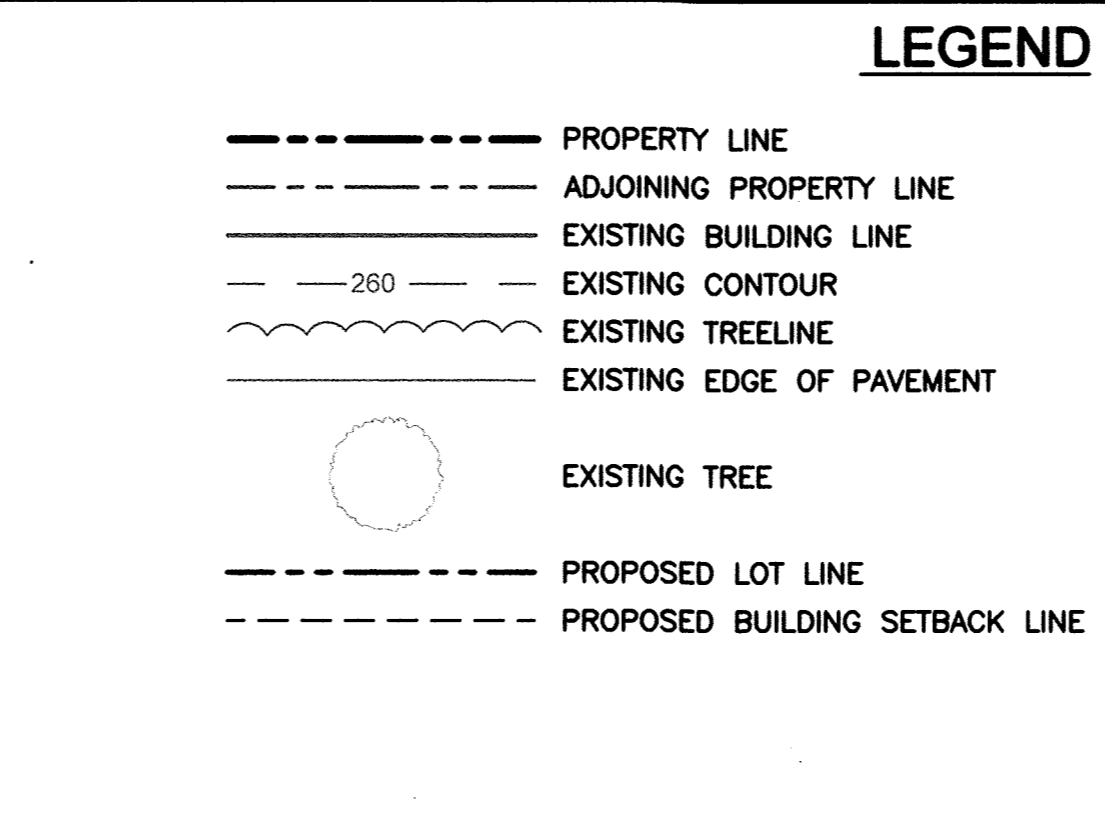 LEGEND
PROPERTY LINE
ADJOINING PROPERTY LINE
EXISTING BUILDING LINE
260 EXISTING CONTOUR
EXISTING TREELINE
EXISTING EDGE OF PAVEMENT
EXISTING TREE
PROPOSED LOT LINE
PROPOSED BUILDING SETBACK LINE